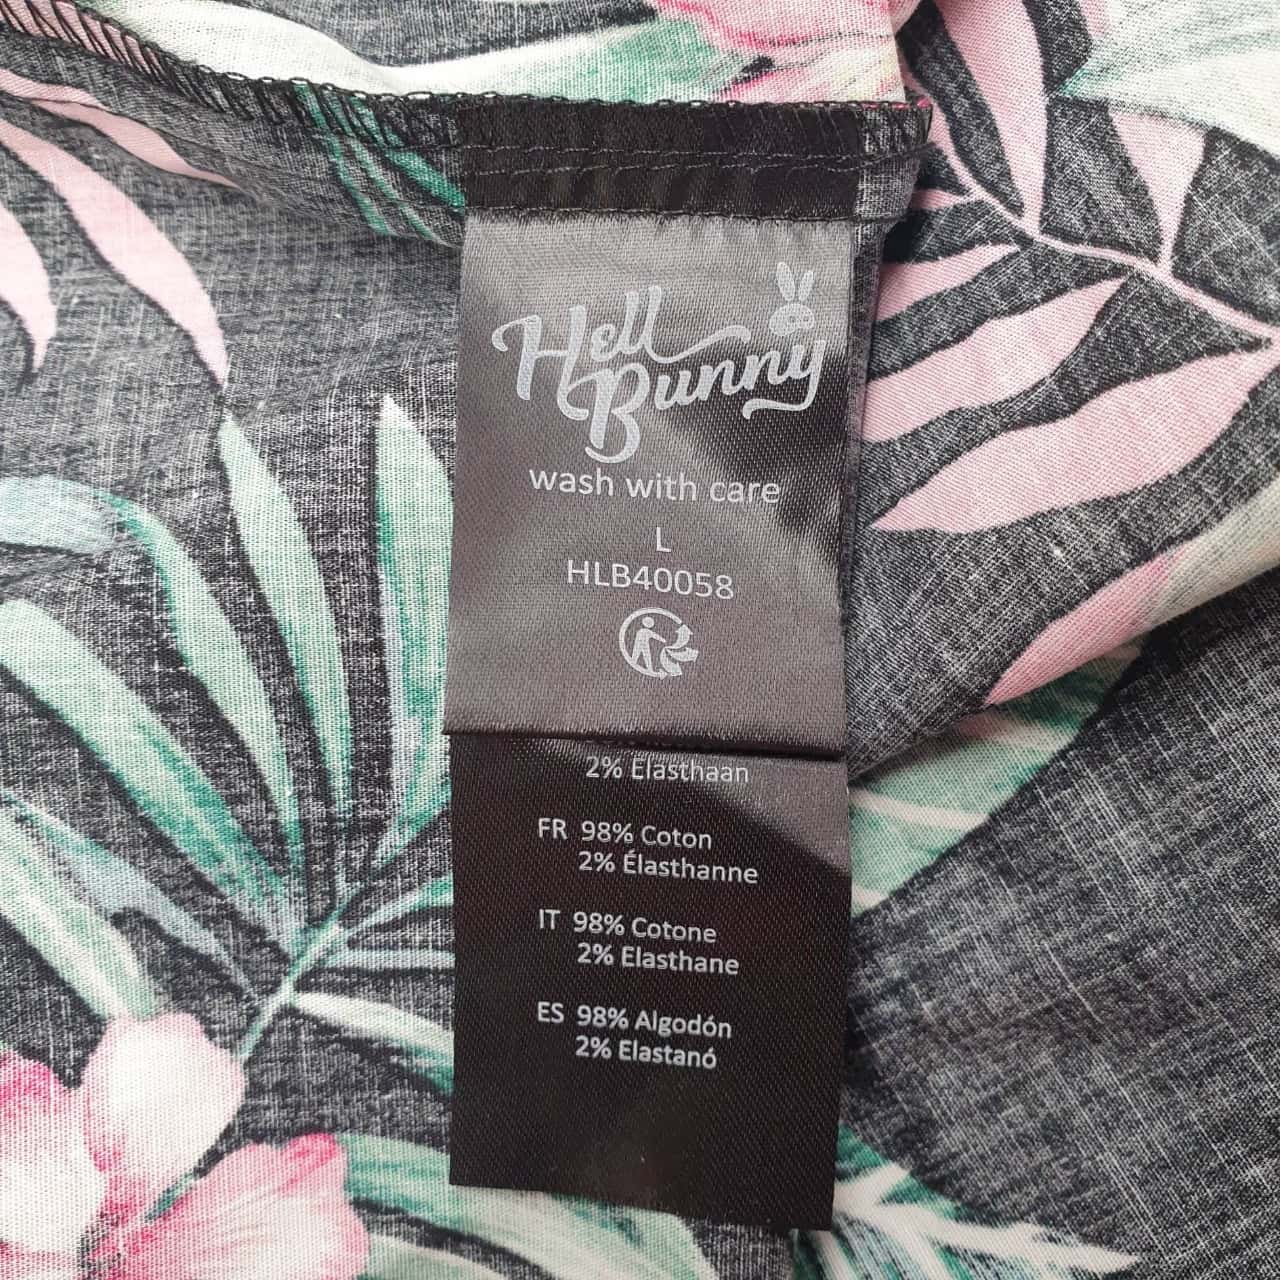 Hell
Bunny
wash with care
L
HLB40058
2% Elasthaan
FR 98% Coton
2% Élasthanne
IT 98% Cotone
2% Elasthane
ES 98% Algodón
2% Elastanó